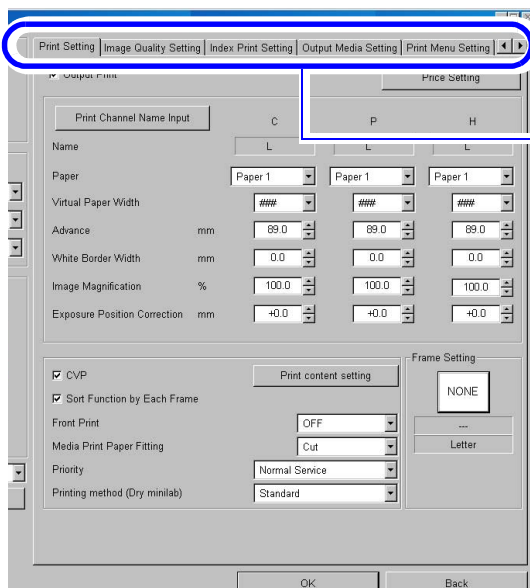 Print Setting Image Quality Setting Index Print Setting Output Media Setting Print Menu Setting
Output Print
Price Setting
Print Channel Name Input C P H
Name L L L
Paper Paper 1 Paper 1 Paper 1
Virtual Paper Width ### ### ###
Advance mm 89.0 89.0 89.0
White Border Width mm 0.0 0.0 0.0
Image Magnification % 100.0 100.0 100.0
Exposure Position Correction mm +0.0 +0.0 +0.0
CVP Print content setting
Sort Function by Each Frame
Front Print OFF
Media Print Paper Fitting Cut
Priority Normal Service
Printing method (Dry minilab) Standard
Frame Setting
NONE
---
Letter
OK Back